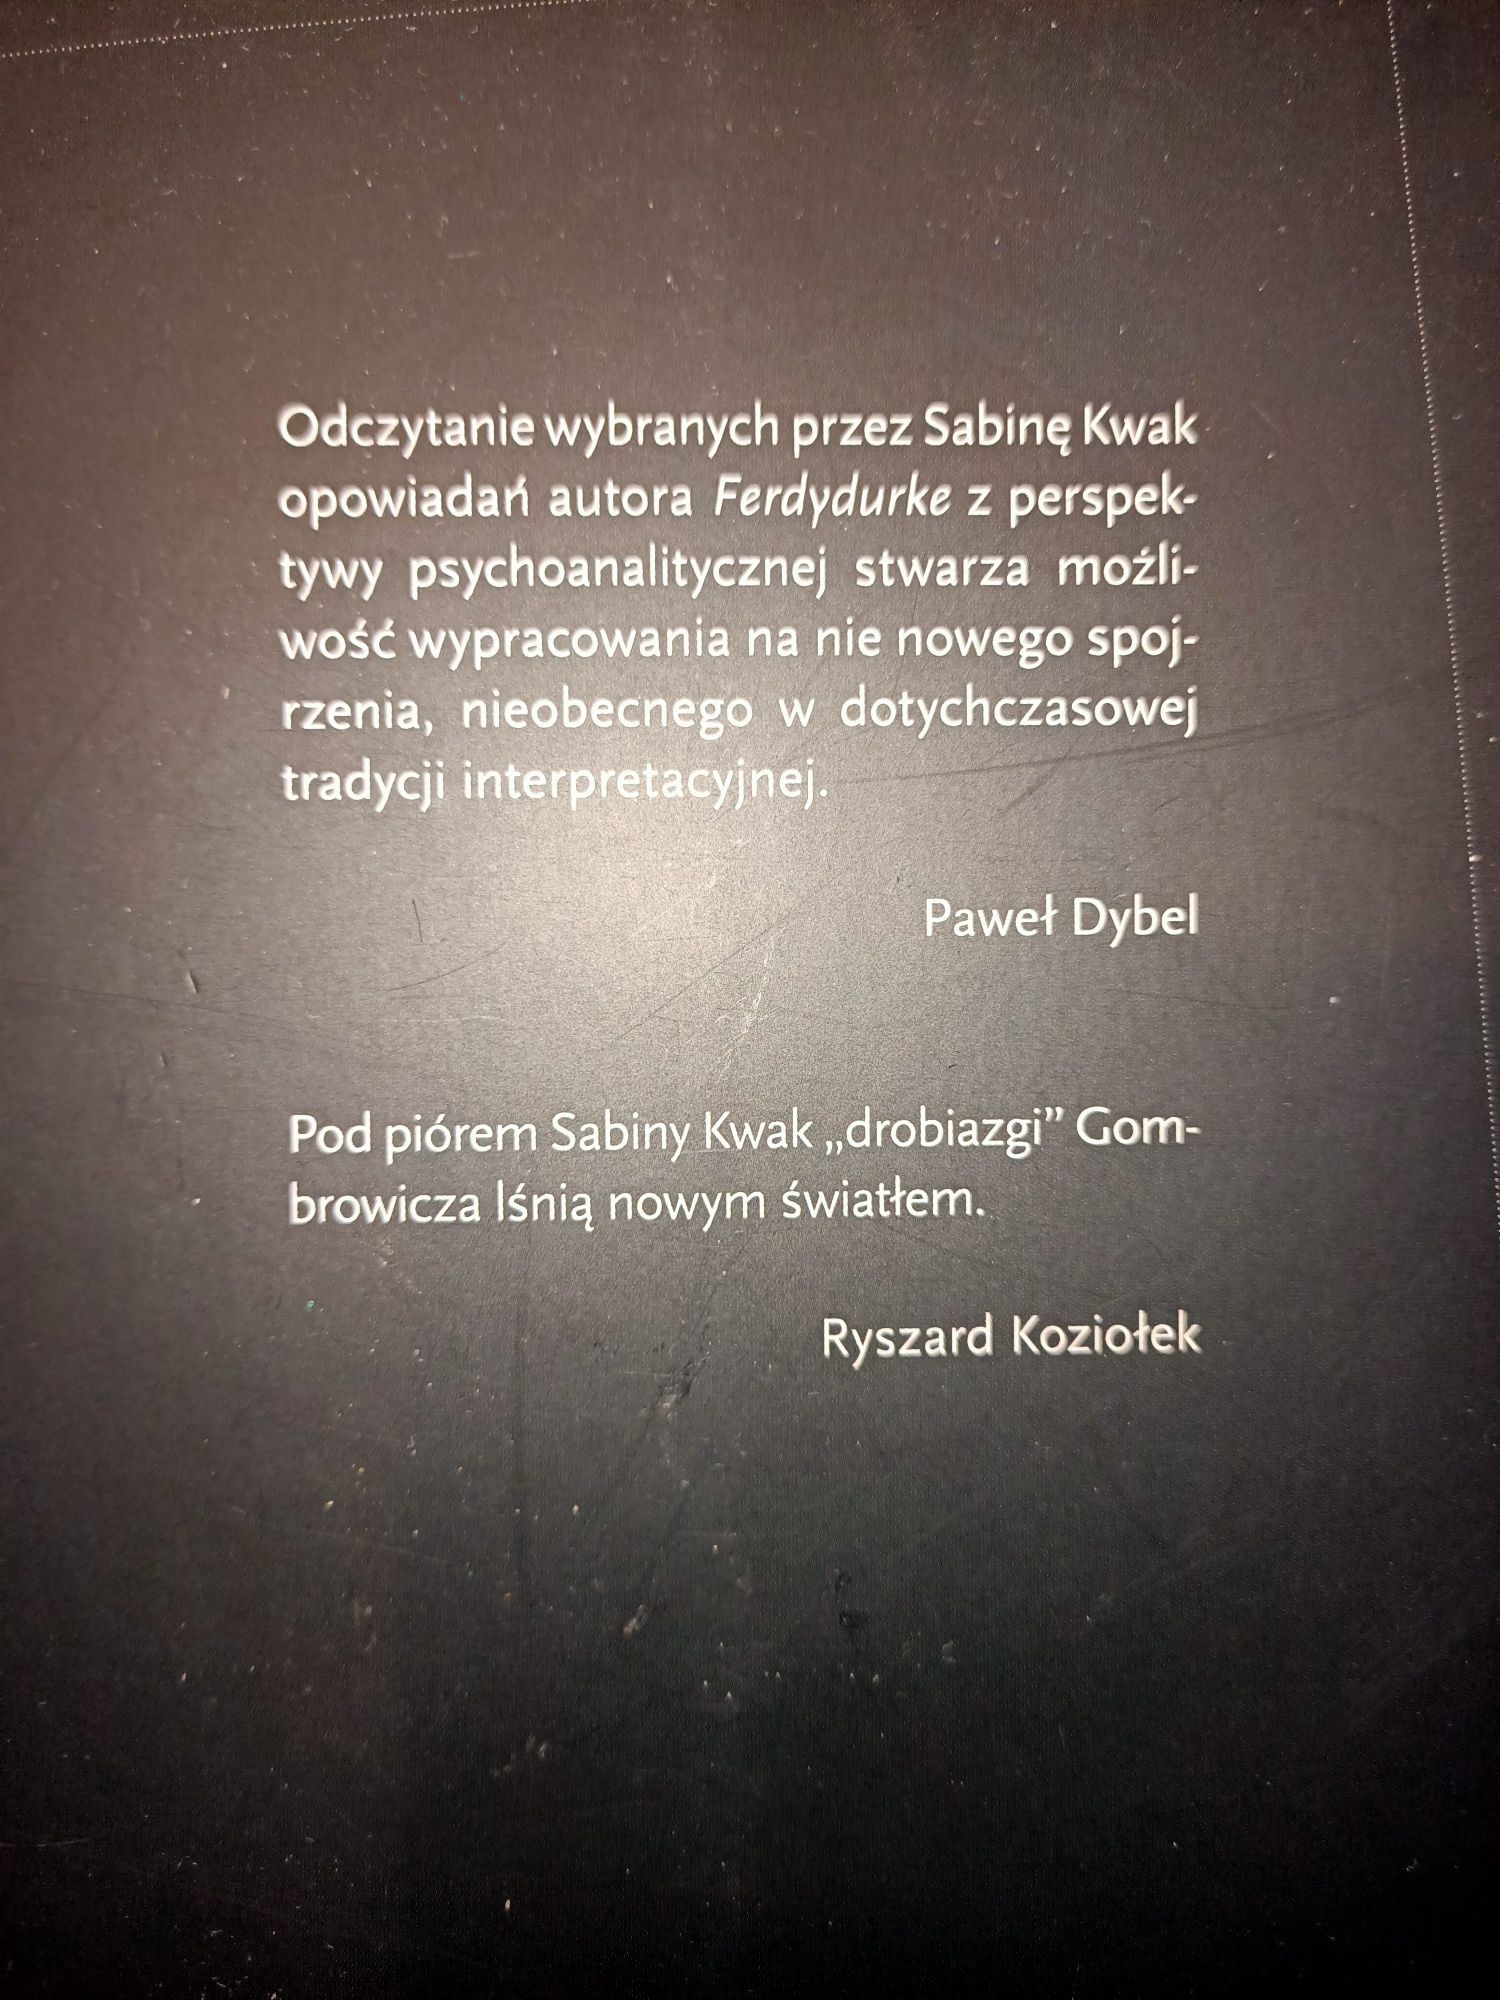 Odczytanie wybranych przez Sabinę Kwak
opowiadań autora Ferdydurke z perspek-
tywy psychoanalitycznej stwarza możli-
wość wypracowania na nie nowego spoj-
rzenia, nieobecnego w dotychczasowej
tradycji interpretacyjnej.
Paweł Dybel
Pod piórem Sabiny Kwak „drobiazgi” Gom-
browicza lśnią nowym światłem.
Ryszard Koziołek